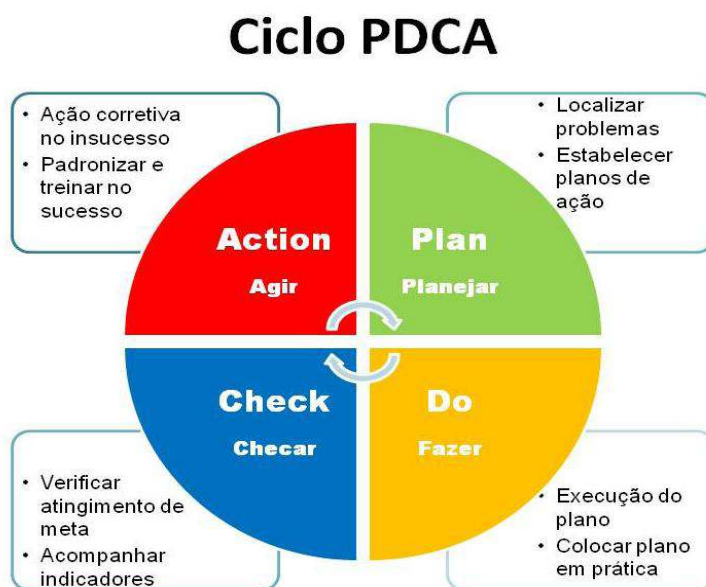 Ciclo PDCA
• Ação corretiva
no insucesso
• Padronizar e
treinar no
sucesso
• Localizar
problemas
• Estabelecer
planos de
ação
Action
Agir
Plan
Planejar
Check
Checar
Do
Fazer
• Verificar
atingimento de
meta
• Acompanhar
indicadores
• Execução do
plano
• Colocar plano
em prática